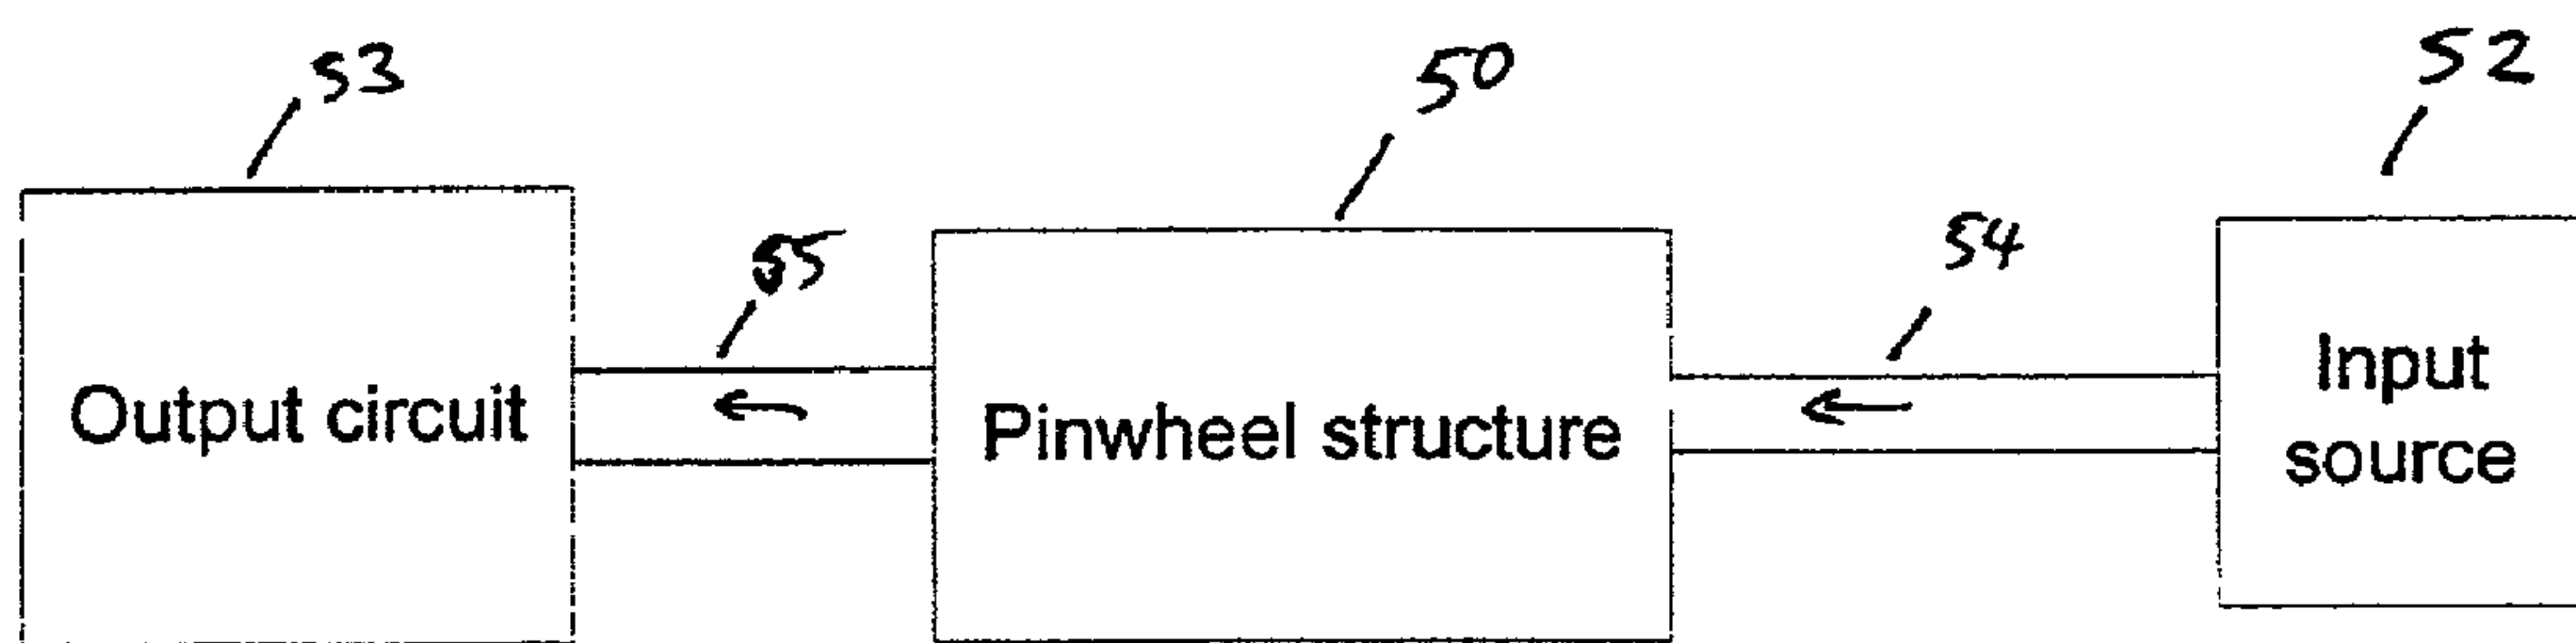 53
50
52
55
54
Output circuit
Pinwheel structure
Input
source